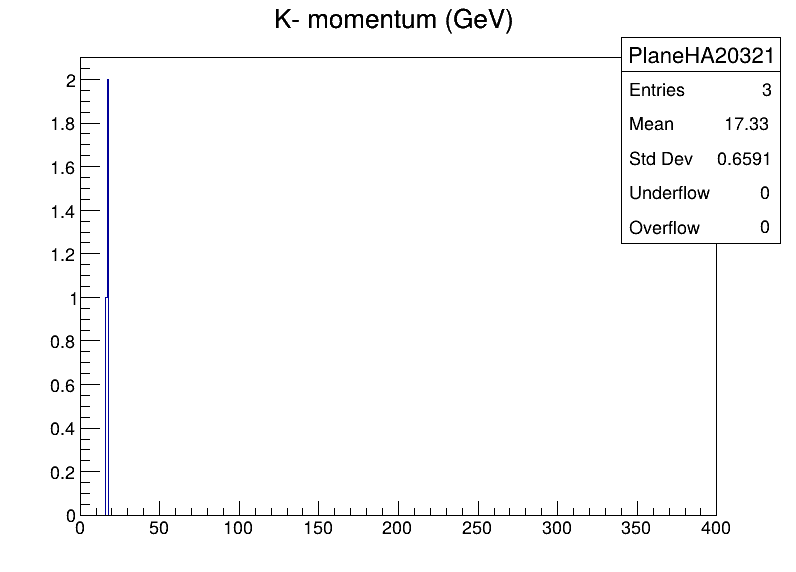 K- momentum (GeV)
PlaneHA20321
Entries 3
Mean 17.33
Std Dev 0.6591
Underflow 0
Overflow 0
2
1.8
1.6
1.4
1.2
1
0.8
0.6
0.4
0.2
0
0 50 100 150 200 250 300 350 400